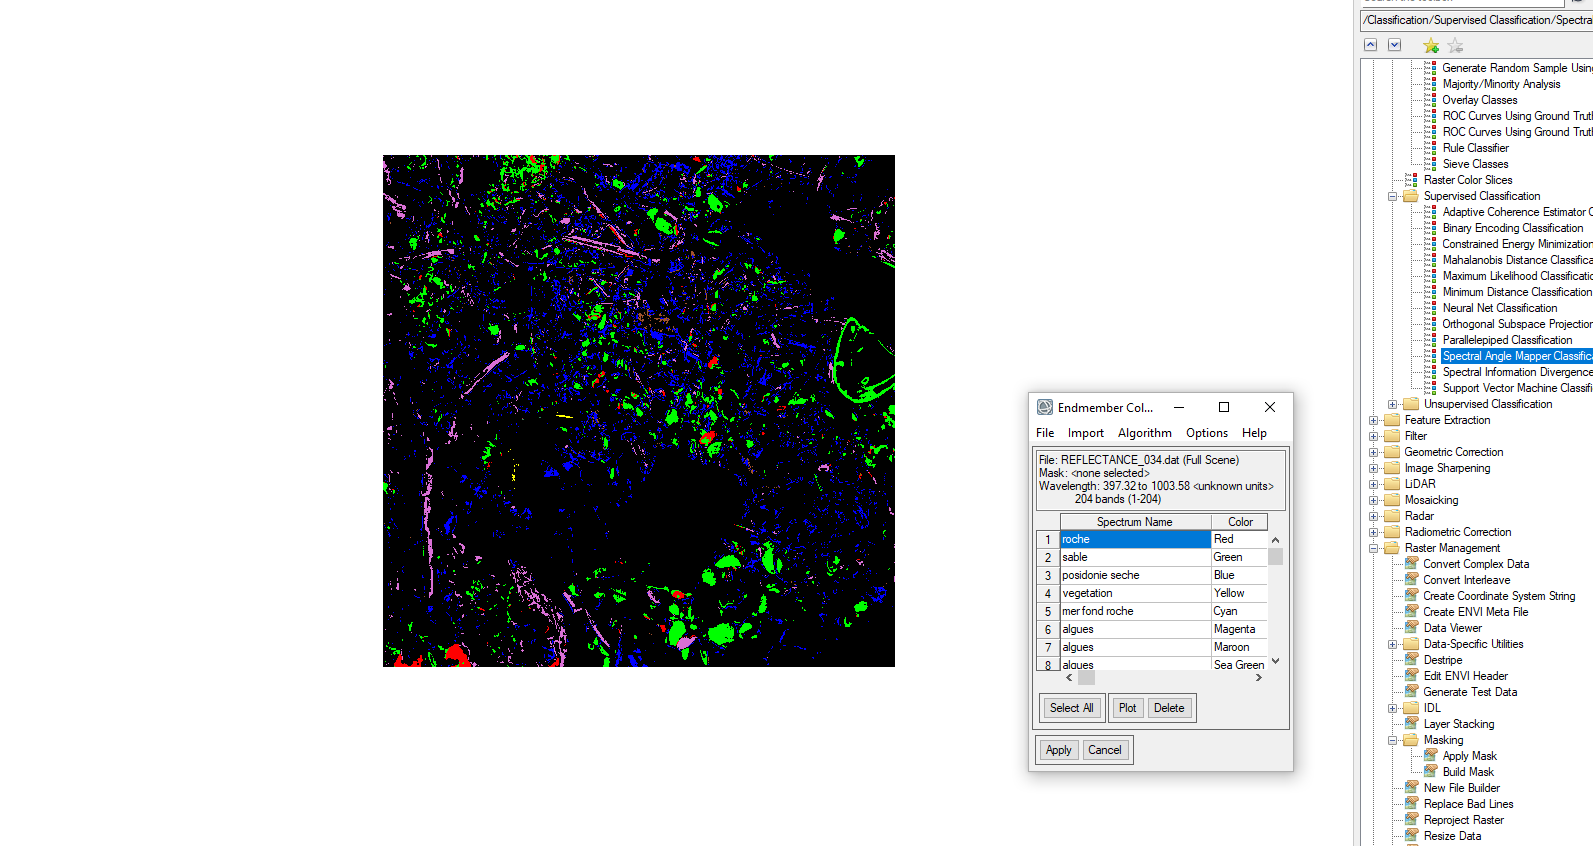 /Classification/Supervised Classification/Spectral
Generate Random Sample Using
Majority/Minority Analysis
Overlay Classes
ROC Curves Using Ground Trut
ROC Curves Using Ground Trut
Rule Classifier
Sieve Classes
Raster Color Slices
Supervised Classification
Adaptive Coherence Estimator C
Binary Encoding Classification
Constrained Energy Minimization
Mahalanobis Distance Classifica
Maximum Likelihood Classificatio
Minimum Distance Classification
Neural Net Classification
Orthogonal Subspace Projection
Parallelepiped Classification
Spectral Angle Mapper Classific
Spectral Information Divergence
Support Vector Machine Classifi
Unsupervised Classification
Feature Extraction
Filter
Geometric Correction
Image Sharpening
LiDAR
Mosaicking
Radar
Radiometric Correction
Raster Management
Convert Complex Data
Convert Interleave
Create Coordinate System String
Create ENVI Meta File
Data Viewer
Data-Specific Utilities
Destripe
Edit ENVI Header
Generate Test Data
IDL
Layer Stacking
Masking
Apply Mask
Build Mask
New File Builder
Replace Bad Lines
Reproject Raster
Resize Data
Endmember Col...
File Import Algorithm Options Help
File: REFLECTANCE_034.dat (Full Scene)
Mask: <none selected>
Wavelength: 397.32 to 1003.58 <unknown units>
204 bands (1-204)
Spectrum Name Color
1 roche Red
2 sable Green
3 posidonie seche Blue
4 vegetation Yellow
5 mer fond roche Cyan
6 algues Magenta
7 algues Maroon
8 algues Sea Green
Select All Plot Delete
Apply Cancel